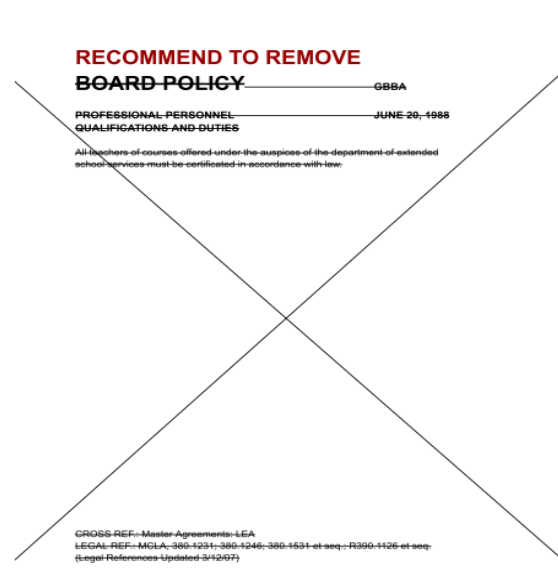 RECOMMEND TO REMOVE
BOARD POLICY GBBA
PROFESSIONAL PERSONNEL JUNE 20, 1988
QUALIFICATIONS AND DUTIES
All teachers of courses offered under the auspices of the department of extended
school services must be certificated in accordance with law.
CROSS REF.: Master Agreements: LEA
LEGAL REF.: MCLA, 380.1231; 380.1246; 380.1531 et seq.; R390.1126 et seq.
(Legal References Updated 3/12/07)